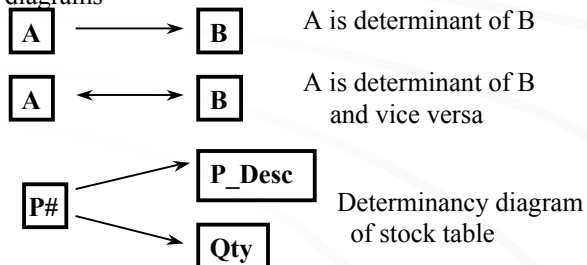 diagrams
A B A is determinant of B
A B A is determinant of B
and vice versa
P_Desc
P# Determinancy diagram
of stock table
Qty